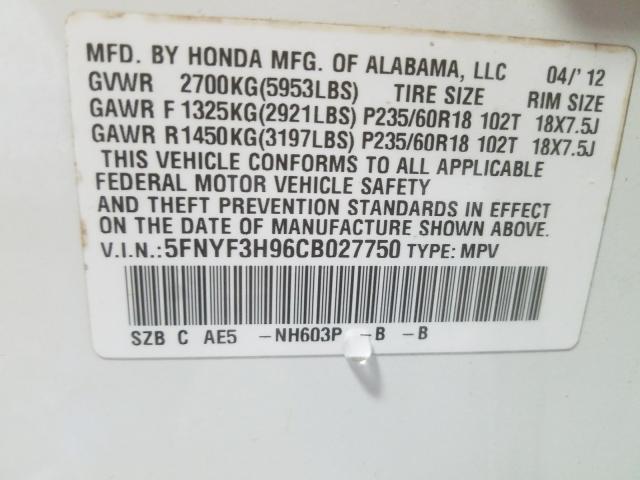 MFD. BY HONDA MFG. OF ALABAMA, LLC 04/'12
GVWR 2700KG(5953LBS) TIRE SIZE RIM SIZE
GAWR F 1325KG(2921LBS) P235/60R18 102T 18X7.5J
GAWR R1450KG(3197LBS) P235/60R18 102T 18X7.5J
THIS VEHICLE CONFORMS TO ALL APPLICABLE
FEDERAL MOTOR VEHICLE SAFETY
AND THEFT PREVENTION STANDARDS IN EFFECT
ON THE DATE OF MANUFACTURE SHOWN ABOVE.
V.I.N.:5FNYF3H96CB027750 TYPE: MPV
SZB C AE5 -NH603P -B -B